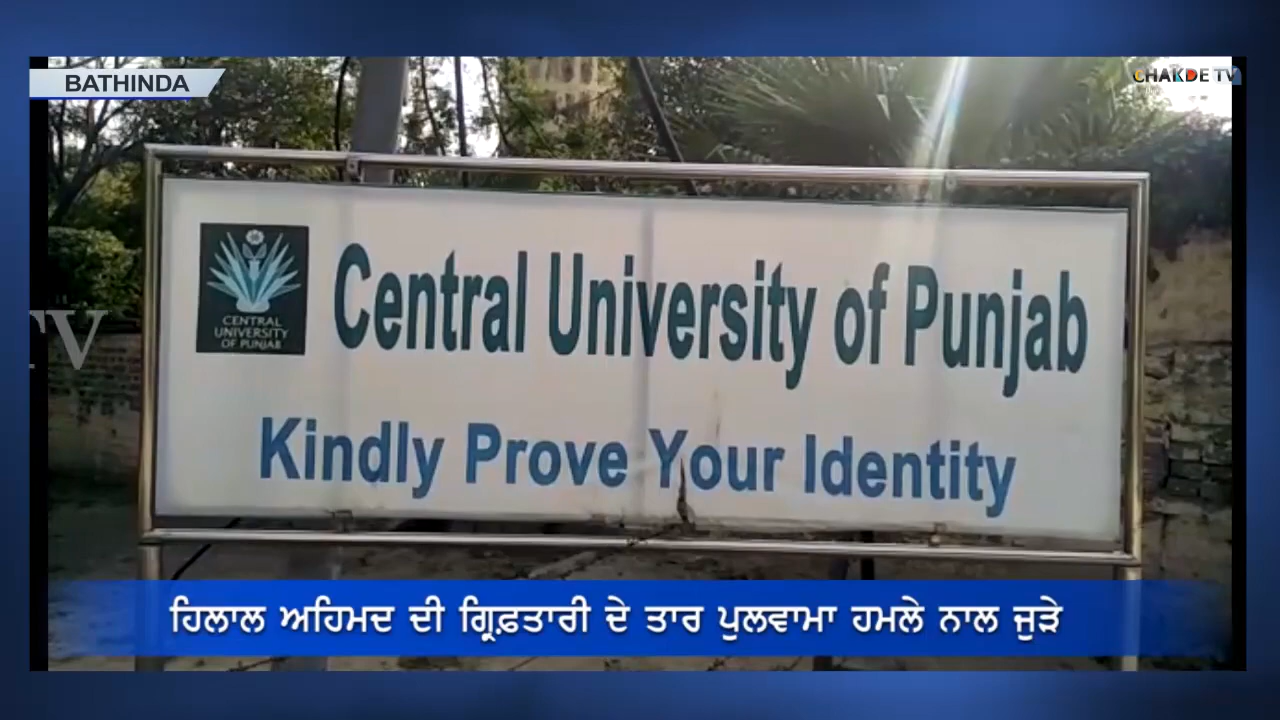 BATHINDA
CHAKDE TV
TV
CENTRAL
UNIVERSITY
OF PUNJAB
Central University of Punjab
Kindly Prove Your Identity
ਹਿਲਾਲ ਅਹਿਮਦ ਦੀ ਗ੍ਰਿਫ਼ਤਾਰੀ ਦੇ ਤਾਰ ਪੁਲਵਾਮਾ ਹਮਲੇ ਨਾਲ ਜੁੜੇ